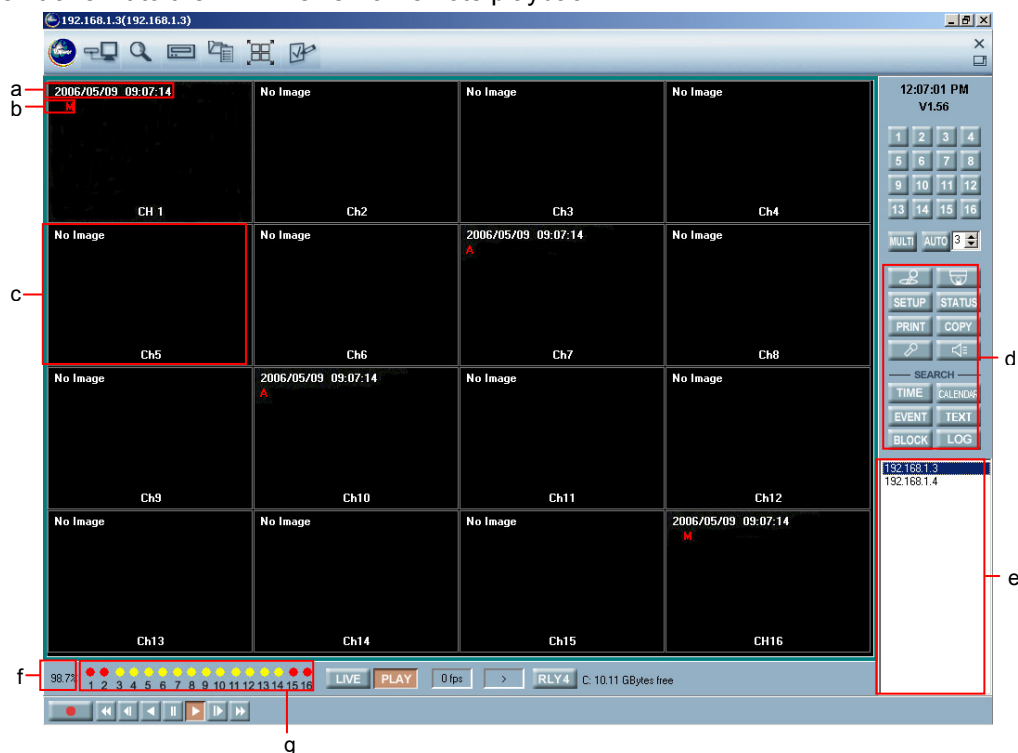 192.168.1.3(192.168.1.3)
a
2006/05/09 09:07:14
No Image
No Image
No Image
12:07:01 PM
b
M
V1.56
1 2 3 4
5 6 7 8
9 10 11 12
13 14 15 16
CH 1
Ch2
Ch3
Ch4
No Image
No Image
2006/05/09 09:07:14
No Image
MULTI AUTO 3
A
c
SETUP STATUS
PRINT COPY
Ch5
Ch6
Ch7
Ch8
d
No Image
2006/05/09 09:07:14
No Image
No Image
SEARCH
A
TIME CALENDAR
EVENT TEXT
BLOCK LOG
192.168.1.3
192.168.1.4
Ch9
Ch10
Ch11
Ch12
No Image
No Image
No Image
2006/05/09 09:07:14
M
e
Ch13
Ch14
Ch15
CH16
f
98.7%
1 2 3 4 5 6 7 8 9 10 11 12 13 14 15 16
LIVE PLAY 0 fps > RLY4 C: 10.11 GBytes free
g